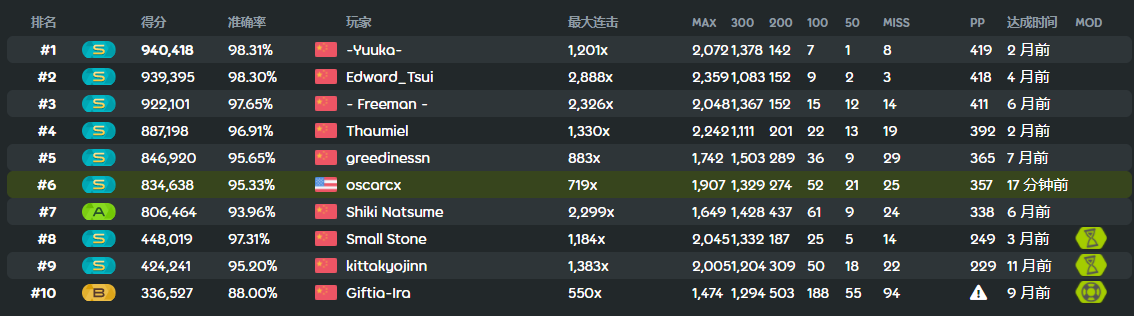 排名 得分 准确率 玩家 最大连击 MAX 300 200 100 50 MISS PP 达成时间 MOD
#1 S 940,418 98.31% -Yuuka- 1,201x 2,072 1,378 142 7 1 8 419 2 月前
#2 S 939,395 98.30% Edward_Tsui 2,888x 2,359 1,083 152 9 2 3 418 4 月前
#3 S 922,101 97.65% - Freeman - 2,326x 2,048 1,367 152 15 12 14 411 6 月前
#4 S 887,198 96.91% Thaumiel 1,330x 2,242 1,111 201 22 13 19 392 2 月前
#5 S 846,920 95.65% greedinessn 883x 1,742 1,503 289 36 9 29 365 7 月前
#6 S 834,638 95.33% oscarcx 719x 1,907 1,329 274 52 21 25 357 17 分钟前
#7 A 806,464 93.96% Shiki Natsume 2,299x 1,649 1,428 437 61 9 24 338 6 月前
#8 S 448,019 97.31% Small Stone 1,184x 2,045 1,332 187 25 5 14 249 3 月前
#9 S 424,241 95.20% kittakyojinn 1,383x 2,005 1,204 309 50 18 22 229 11 月前
#10 B 336,527 88.00% Giftia-Ira 550x 1,474 1,294 503 188 55 94 9 月前